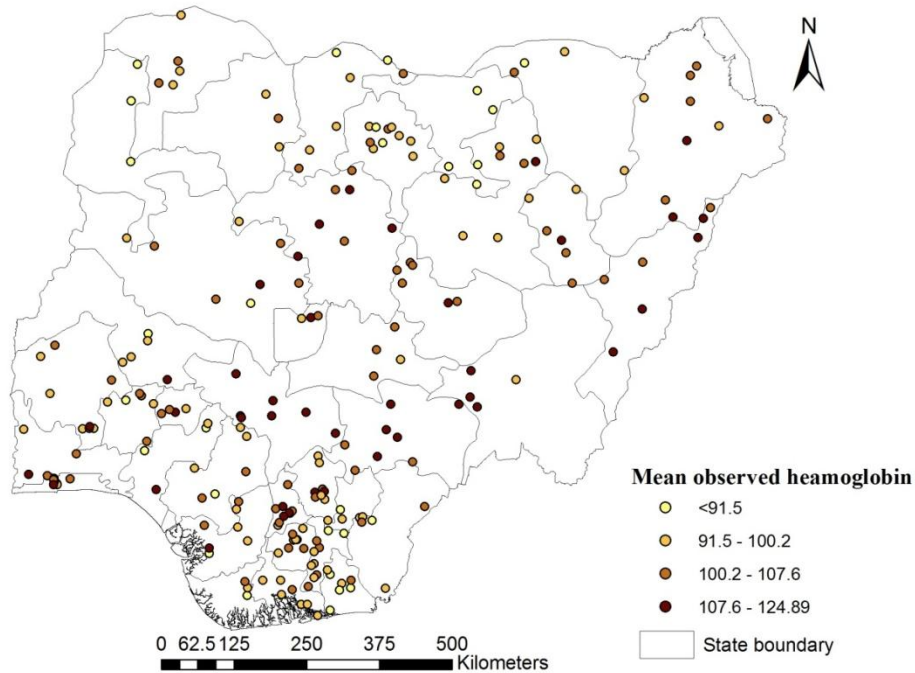 N
Mean observed heamoglobin
<91.5
91.5 - 100.2
100.2 - 107.6
107.6 - 124.89
State boundary
0 62.5 125 250 375 500
Kilometers